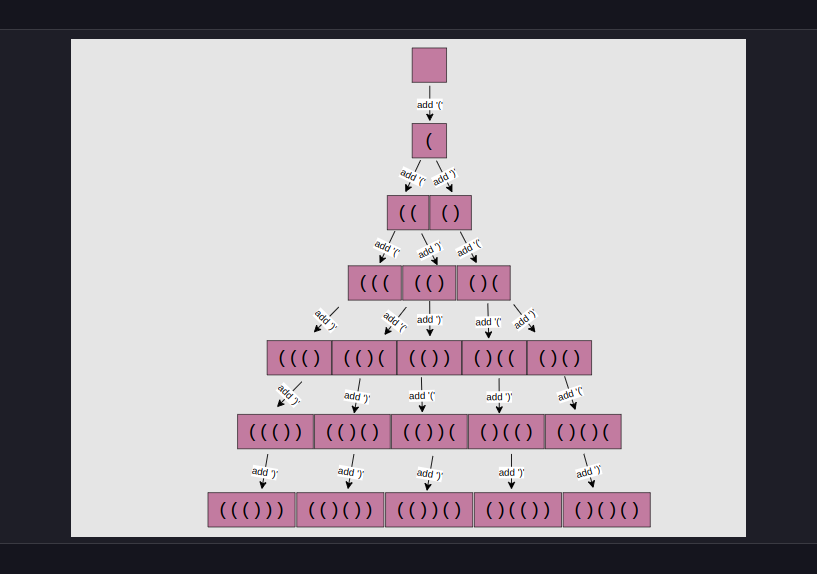 add '('
(
add '(' add ')'
(( ()
add '(' add ')' add '('
((( (() ()(
add ')' add '(' add ')' add '(' add ')'
((() (()( (()) ()(( ()()
add ')' add ')' add '(' add ')' add '('
((()) (()() (())( ()(() ()()(
add ')' add ')' add ')' add ')' add ')'
((())) (()()) (())() ()(()) ()()()